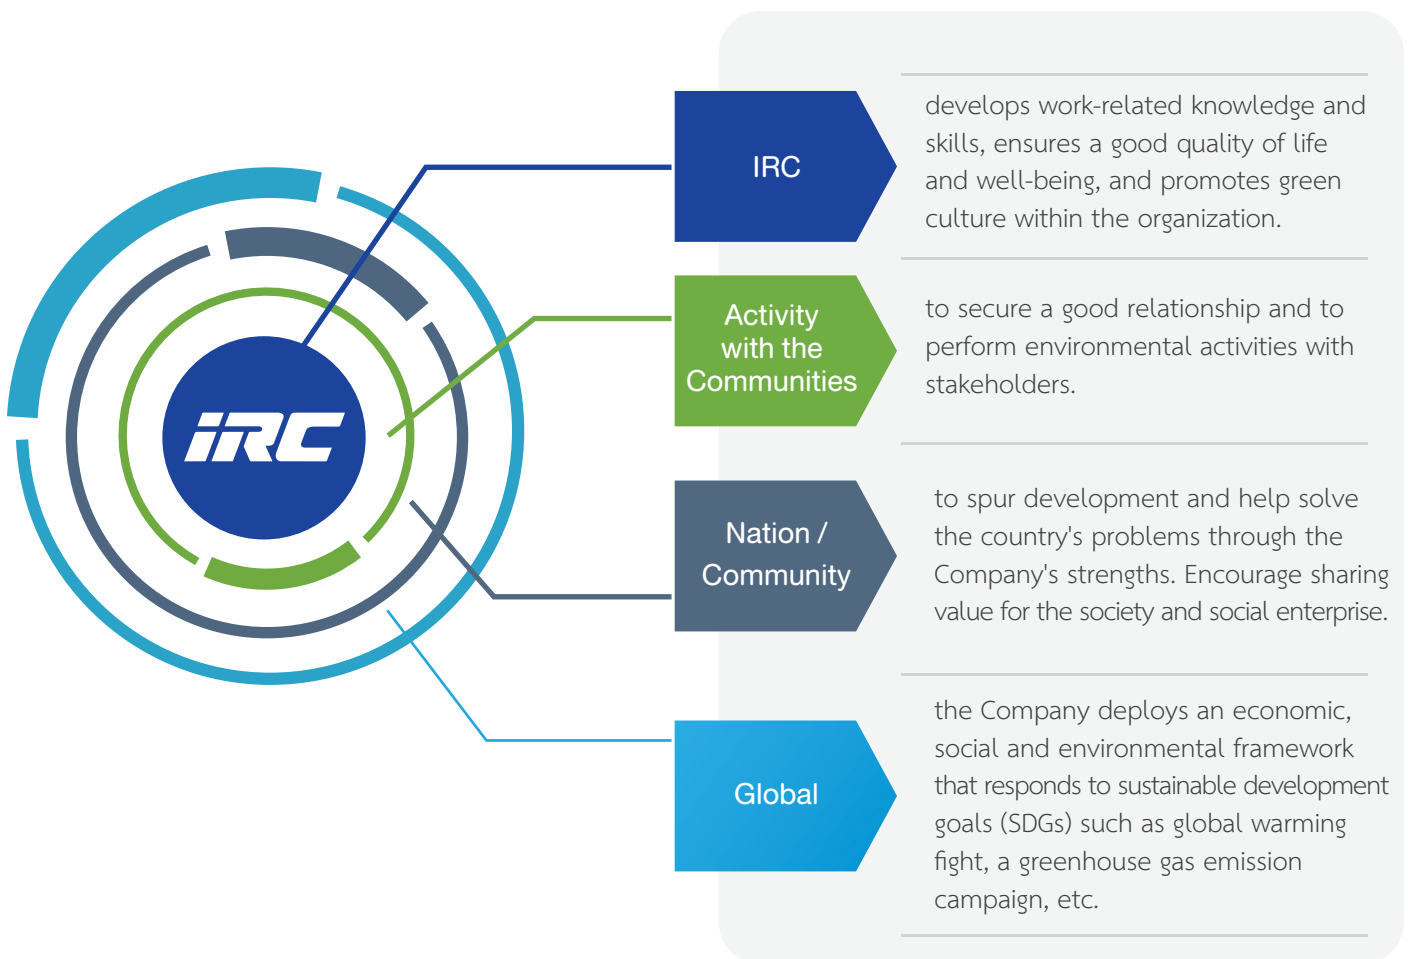 IRC
IRC
develops work-related knowledge and
skills, ensures a good quality of life
and well-being, and promotes green
culture within the organization.
Activity
with the
Communities
to secure a good relationship and to
perform environmental activities with
stakeholders.
Nation /
Community
to spur development and help solve
the country's problems through the
Company's strengths. Encourage sharing
value for the society and social enterprise.
Global
the Company deploys an economic,
social and environmental framework
that responds to sustainable development
goals (SDGs) such as global warming
fight, a greenhouse gas emission
campaign, etc.